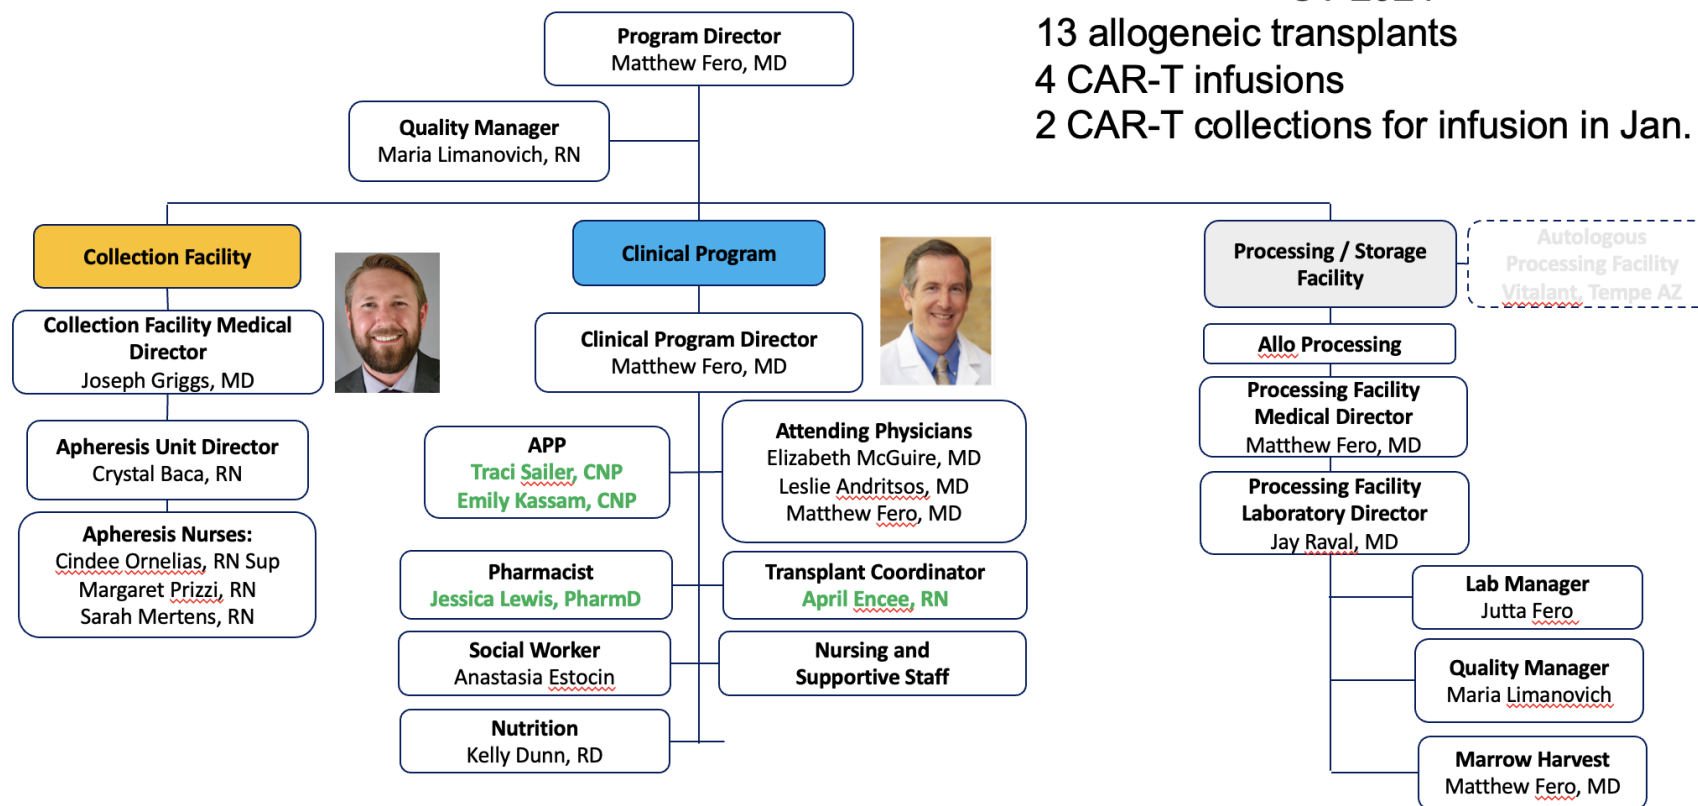 13 allogeneic transplants
4 CAR-T infusions
2 CAR-T collections for infusion in Jan.
Program Director
Matthew Fero, MD
Quality Manager
Maria Limanovich, RN
Collection Facility
Collection Facility Medical
Director
Joseph Griggs, MD
Apheresis Unit Director
Crystal Baca, RN
Apheresis Nurses:
Cindee Ornelias, RN Sup
Margaret Prizzi, RN
Sarah Mertens, RN
Clinical Program
Clinical Program Director
Matthew Fero, MD
APP
Traci Sailer, CNP
Emily Kassam, CNP
Attending Physicians
Elizabeth McGuire, MD
Leslie Andritsos, MD
Matthew Fero, MD
Pharmacist
Jessica Lewis, PharmD
Transplant Coordinator
April Encee, RN
Social Worker
Anastasia Estocin
Nursing and
Supportive Staff
Nutrition
Kelly Dunn, RD
Processing / Storage
Facility
Autologous
Processing Facility
Vitalant, Tempe AZ
Allo Processing
Processing Facility
Medical Director
Matthew Fero, MD
Processing Facility
Laboratory Director
Jay Raval, MD
Lab Manager
Jutta Fero
Quality Manager
Maria Limanovich
Marrow Harvest
Matthew Fero, MD